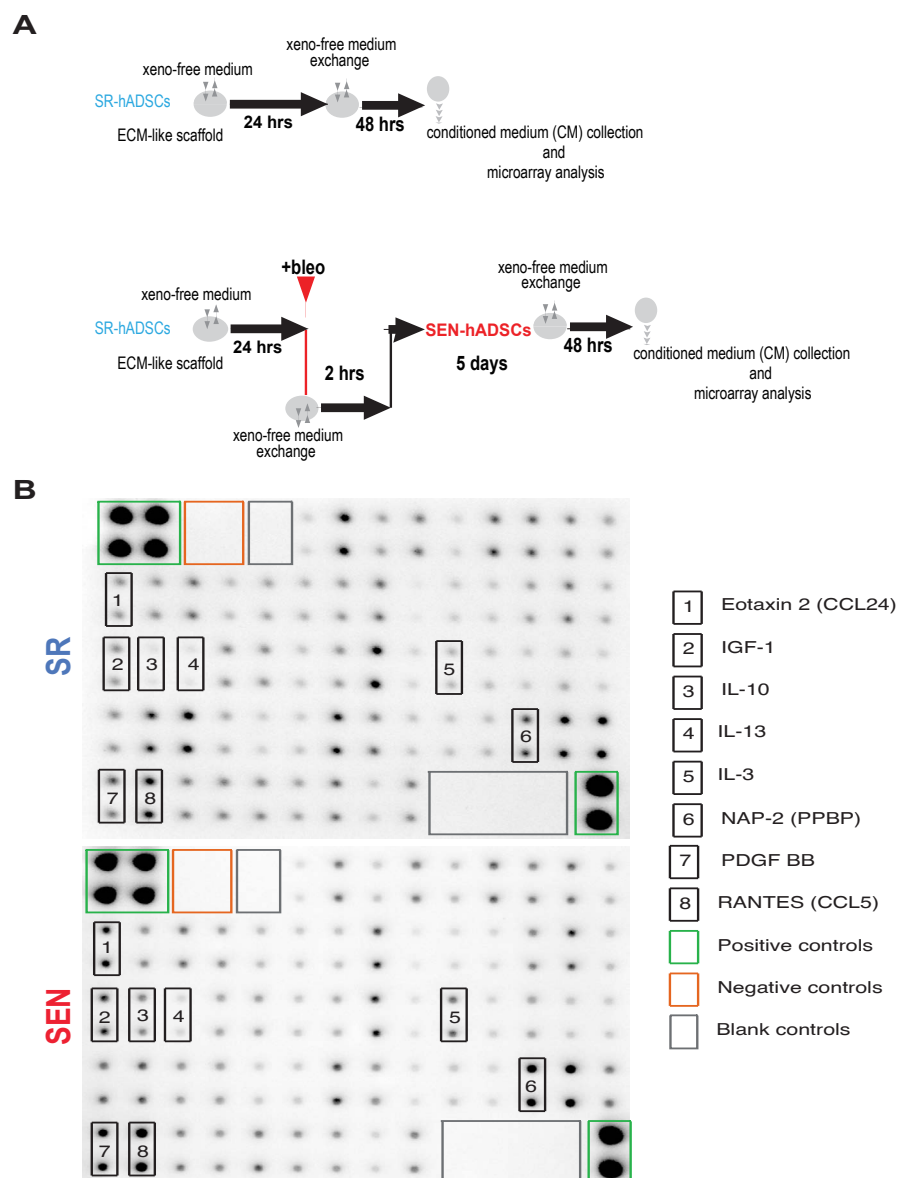 A
xeno-free medium
xeno-free medium
exchange
SR-hADSCs
24 hrs
48 hrs
ECM-like scaffold
conditioned medium (CM) collection
and
microarray analysis
+bleo
xeno-free medium
xeno-free medium
exchange
SR-hADSCs
SEN-hADSCs
24 hrs
48 hrs
ECM-like scaffold
2 hrs
5 days
conditioned medium (CM) collection
and
microarray analysis
xeno-free medium
exchange
B
SR
1
2
3
4
5
6
7
8
SEN
1
2
3
4
5
6
7
8
1 Eotaxin 2 (CCL24)
2 IGF-1
3 IL-10
4 IL-13
5 IL-3
6 NAP-2 (PPBP)
7 PDGF BB
8 RANTES (CCL5)
Positive controls
Negative controls
Blank controls